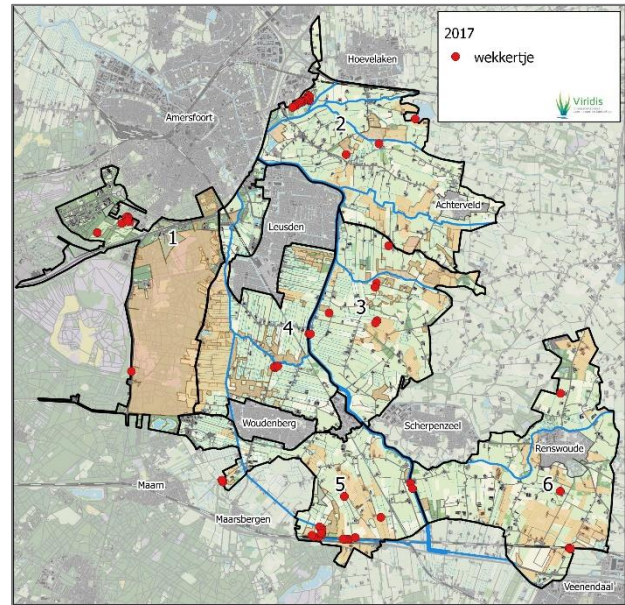 2017
wekkertje
Viridis
Hoevelaken
Amersfoort
2
Achterveld
1
Leusden
3
4
Woudenberg
Scherpenzeel
Renswoude
Maarn
5
6
Maarsbergen
Veenendaal